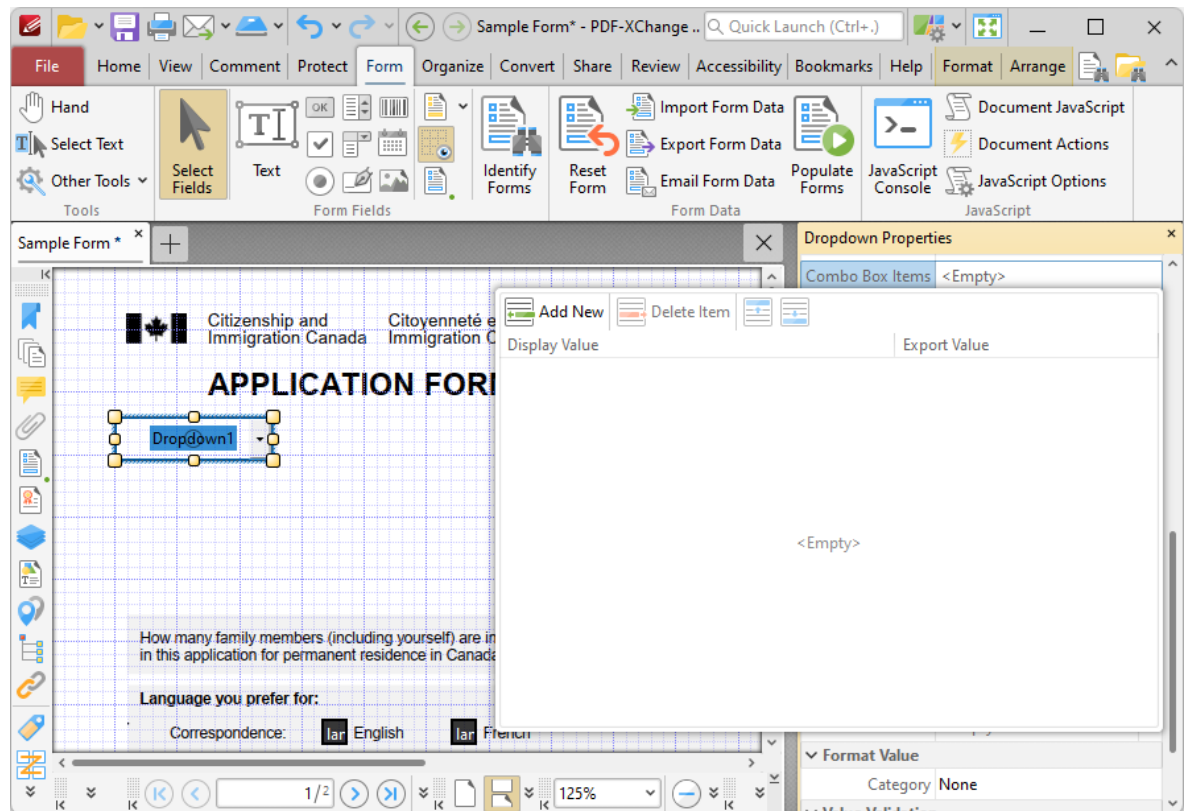 Sample Form* - PDF-XChange .. Quick Launch (Ctrl+.)
File Home View Comment Protect Form Organize Convert Share Review Accessibility Bookmarks Help Format Arrange
Hand
Select Text
Other Tools
Tools
Select Fields
Text
OK
Form Fields
Identify Forms
Reset Form
Import Form Data
Export Form Data
Email Form Data
Populate Forms
Form Data
JavaScript Console
Document JavaScript
Document Actions
JavaScript Options
JavaScript
Sample Form *
Dropdown Properties
Combo Box Items <Empty>
Add New Delete Item
Display Value Export Value
<Empty>
Citizenship and Citoyenneté e
Immigration Canada Immigration C
APPLICATION FOR
Dropdown1
How many family members (including yourself) are in
in this application for permanent residence in Canada
Language you prefer for:
Correspondence: lar English lar French
Format Value
Category None
1/2 125%